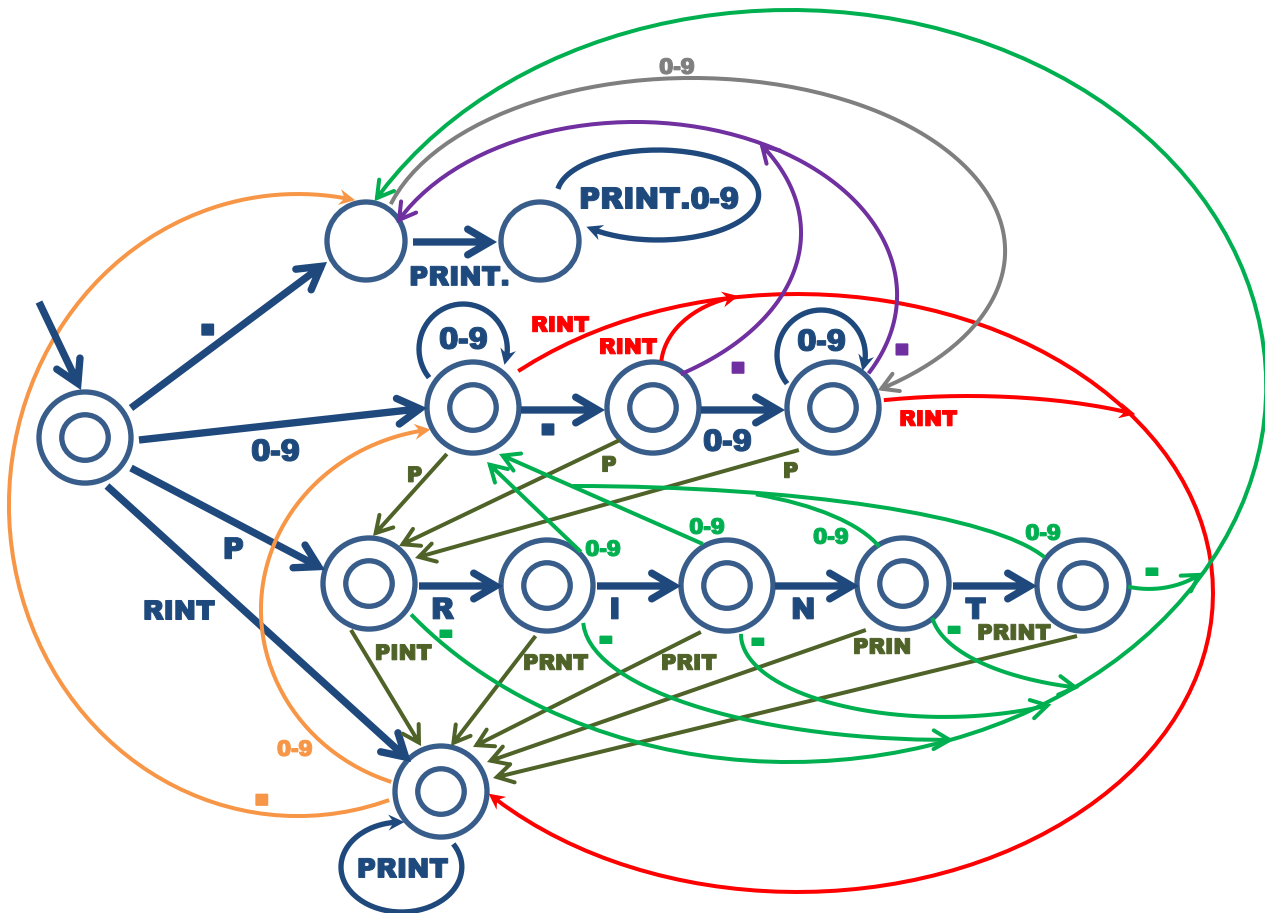 0-9
PRINT.0-9
PRINT.
.
RINT
0-9
RINT
0-9
.
.
RINT
.
0-9
0-9
P
P
P
P
0-9
0-9
0-9
0-9
.
RINT
R
I
N
T
.
.
.
.
PINT
PRNT
PRIT
PRIN
PRINT
0-9
.
PRINT